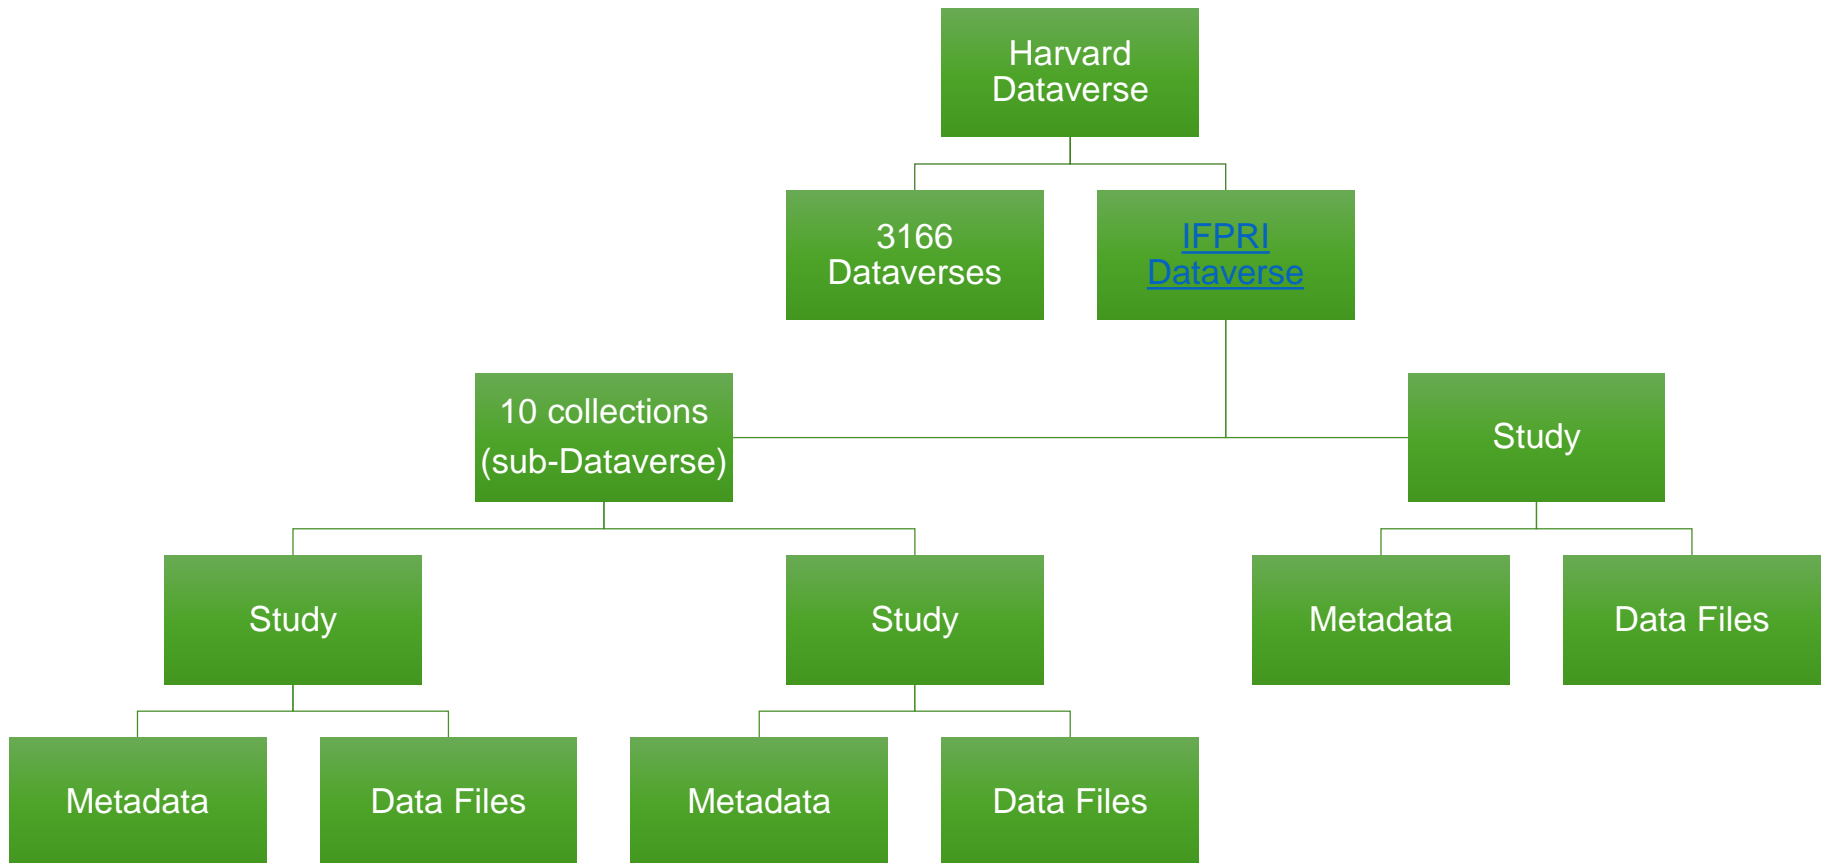 Harvard
Dataverse
3166
Dataverses
IFPRI
Dataverse
10 collections
(sub-Dataverse)
Study
Study
Study
Metadata
Data Files
Metadata
Data Files
Metadata
Data Files